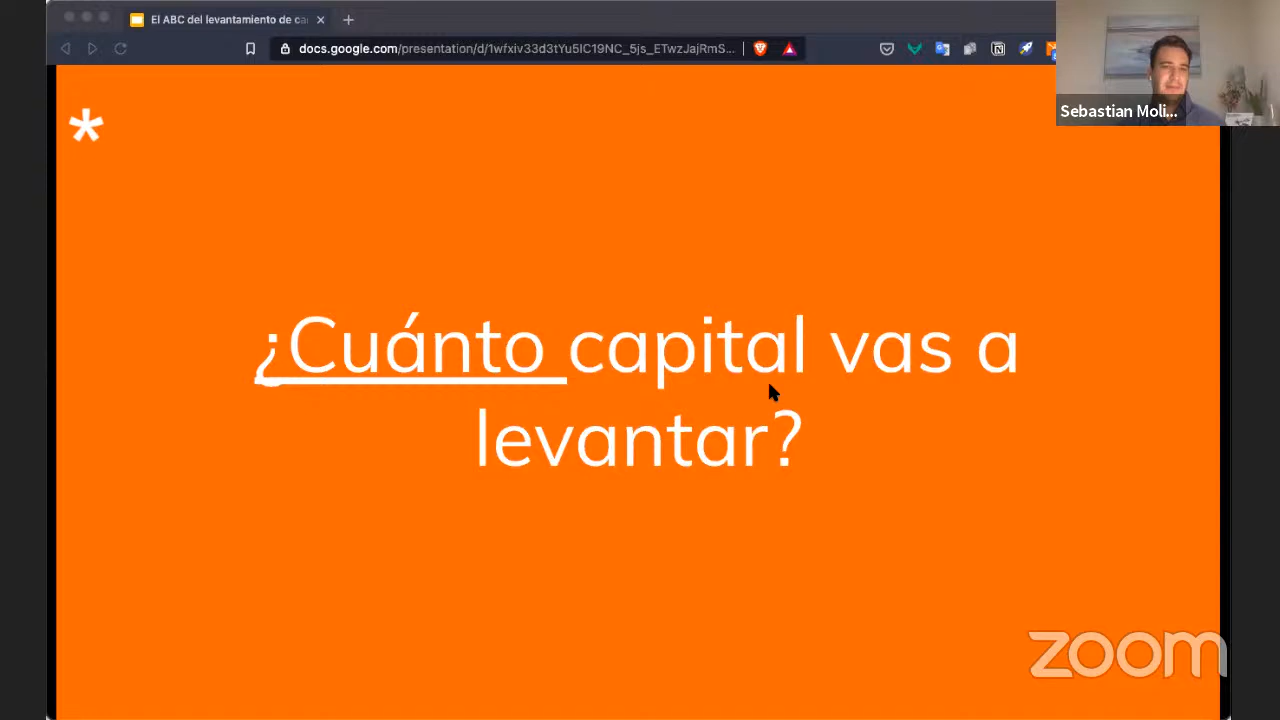 El ABC del levantamiento de ca
docs.google.com/presentation/d/1wfxiv33d3tYu5IC19NC_5js_ETwzJajRmS...
Sebastian Moli...
*
¿Cuánto capital vas a
levantar?
zoom